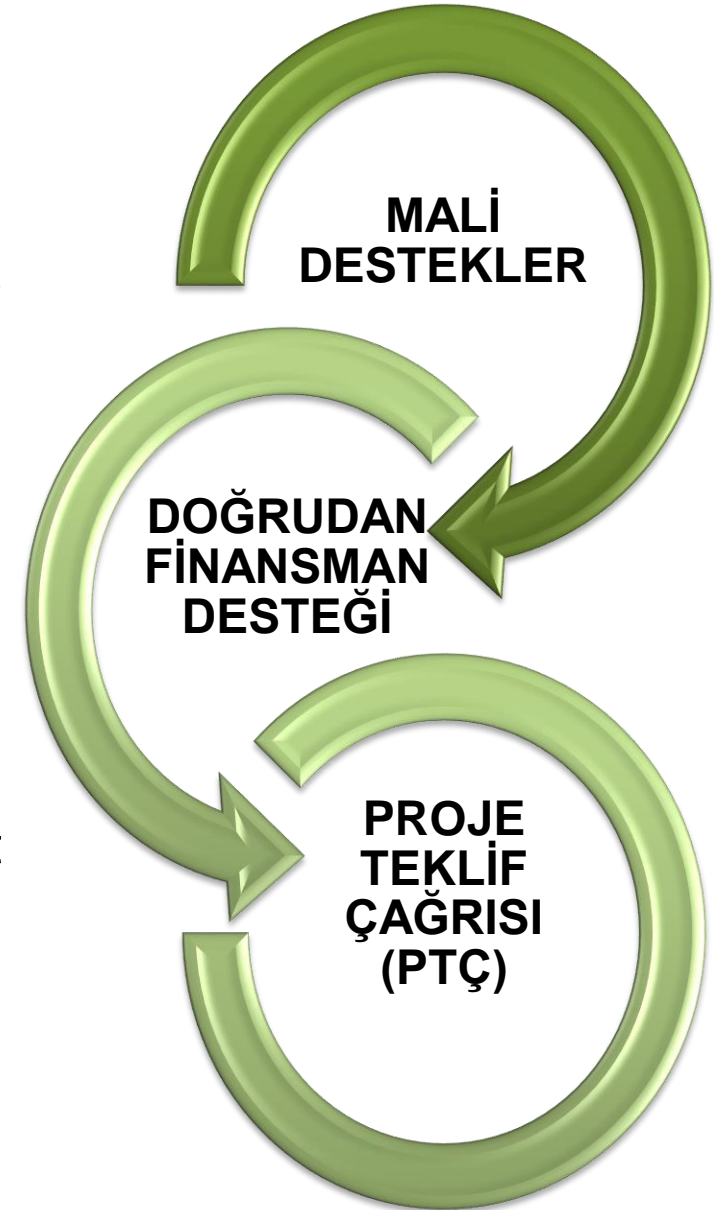 MALİ
DESTEKLER
DOĞRUDAN
FİNANSMAN
DESTEĞİ
PROJE
TEKLİF
ÇAĞRISI
(PTÇ)